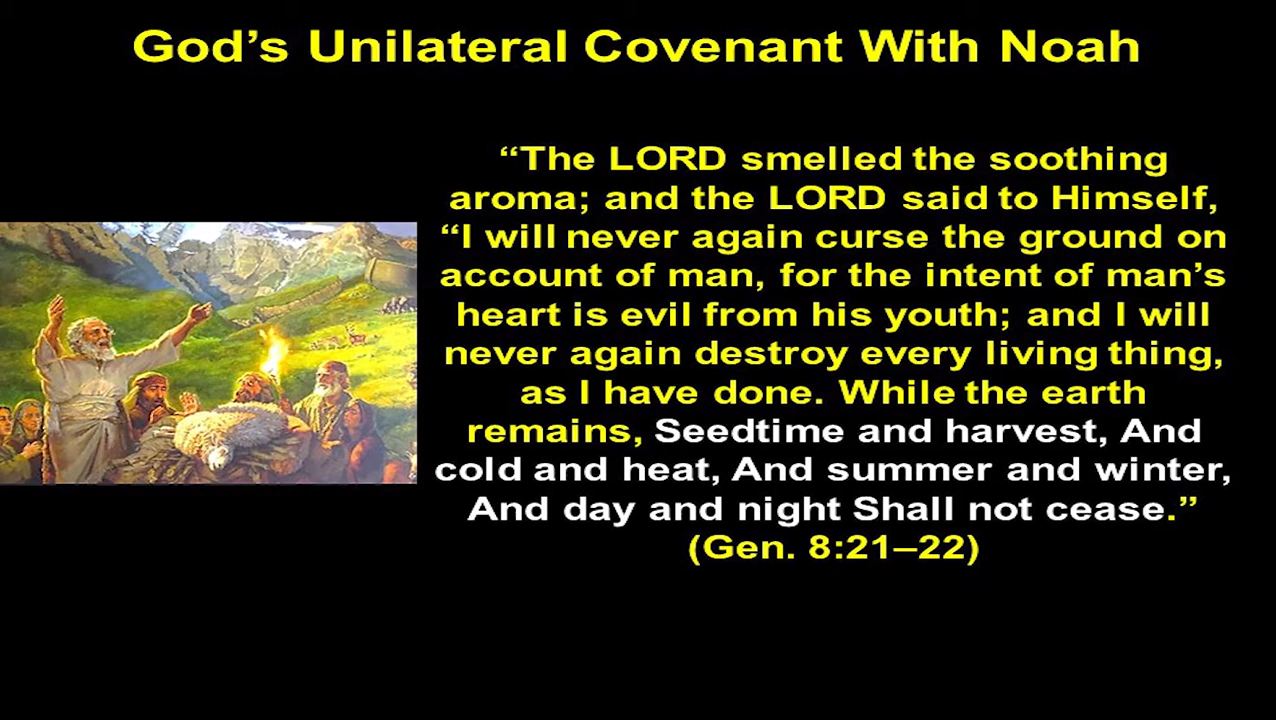 God’s Unilateral Covenant With Noah
“The LORD smelled the soothing
aroma; and the LORD said to Himself,
“I will never again curse the ground on
account of man, for the intent of man’s
heart is evil from his youth; and I will
never again destroy every living thing,
as I have done. While the earth
remains, Seedtime and harvest, And
cold and heat, And summer and winter,
And day and night Shall not cease.”
(Gen. 8:21–22)